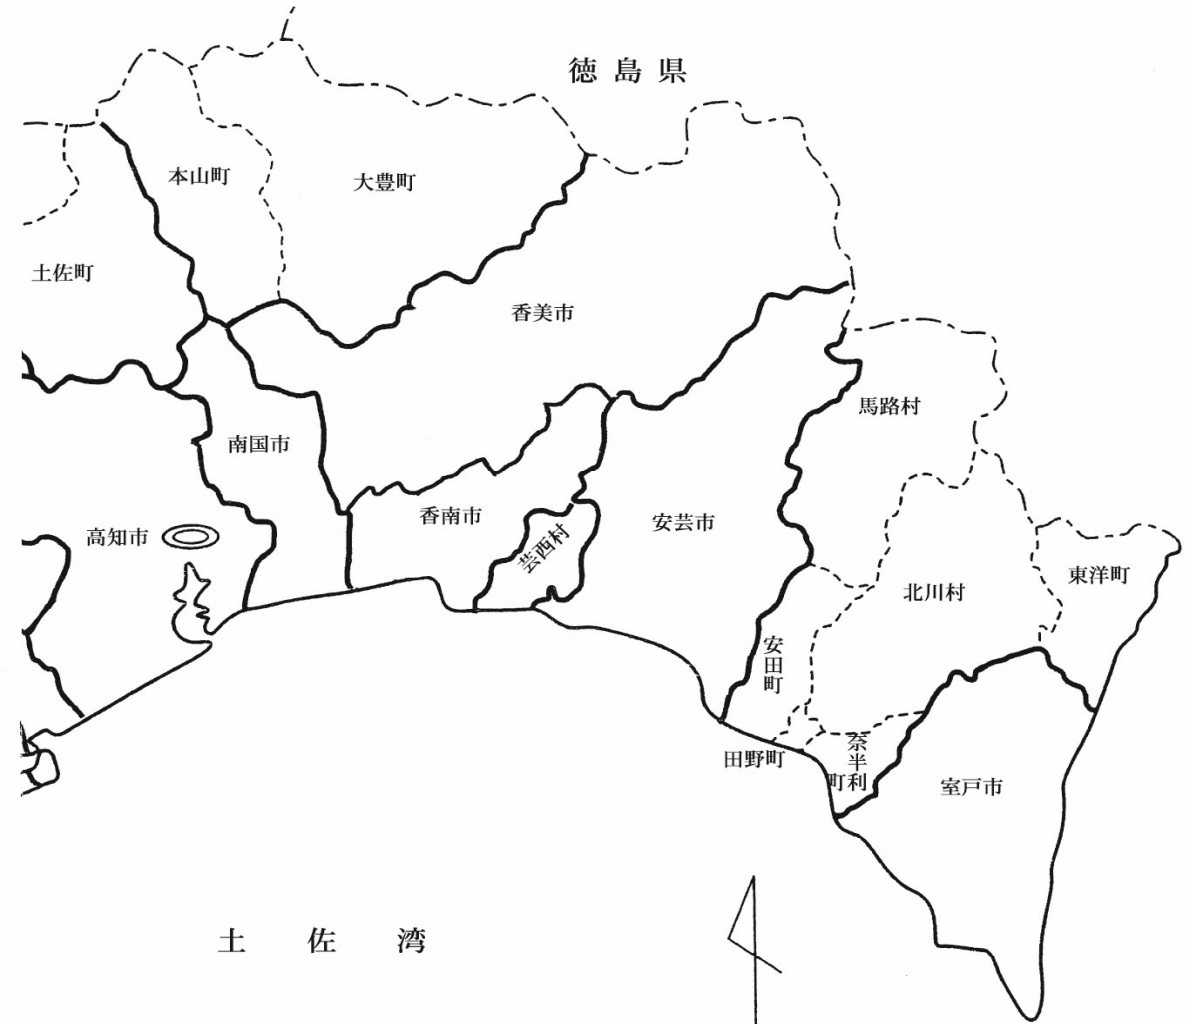 徳島県
本山町
大豊町
土佐町
香美市
馬路村
南国市
香南市
安芸市
高知市
芸西村
東洋町
北川村
安田町
田野町
奈半利町
室戸市
土佐湾